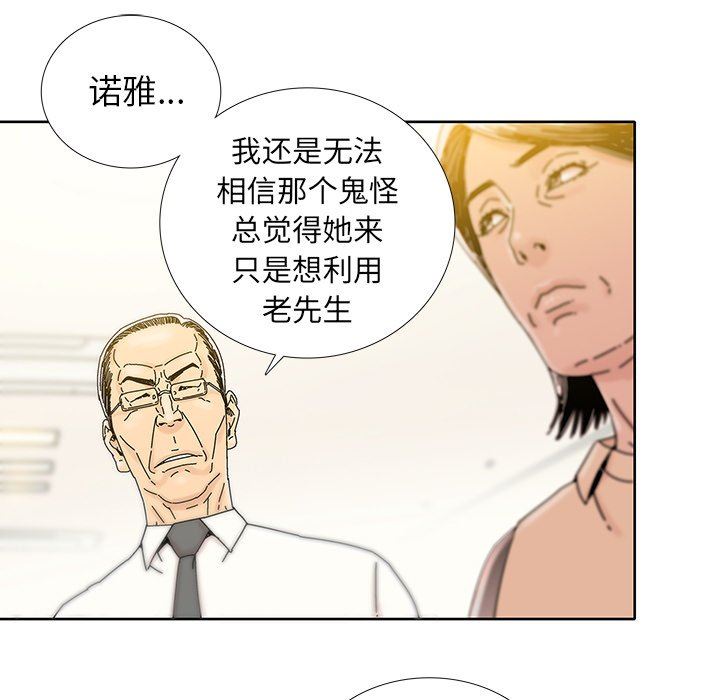 诺雅...
我还是无法
相信那个鬼怪
总觉得她来
只是想利用
老先生